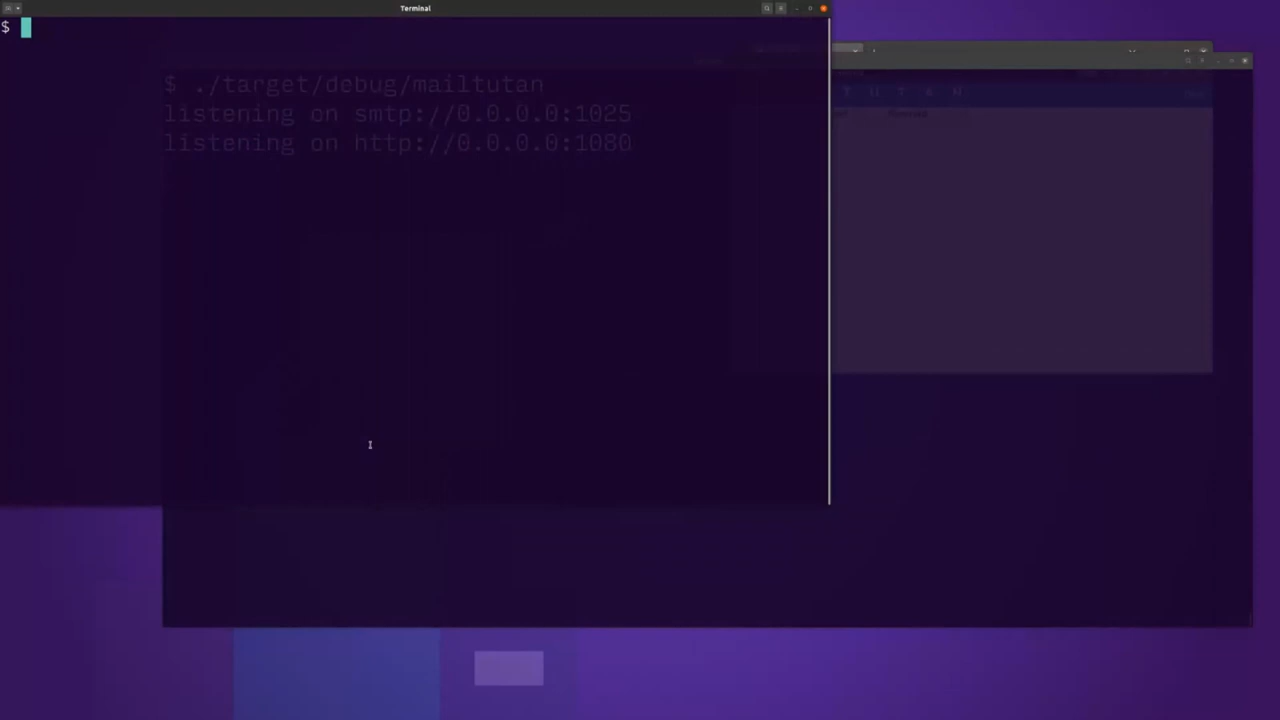 Terminal
$
$ ./target/debug/mailtutan
listening on smtp://0.0.0.0:1025
listening on http://0.0.0.0:1080